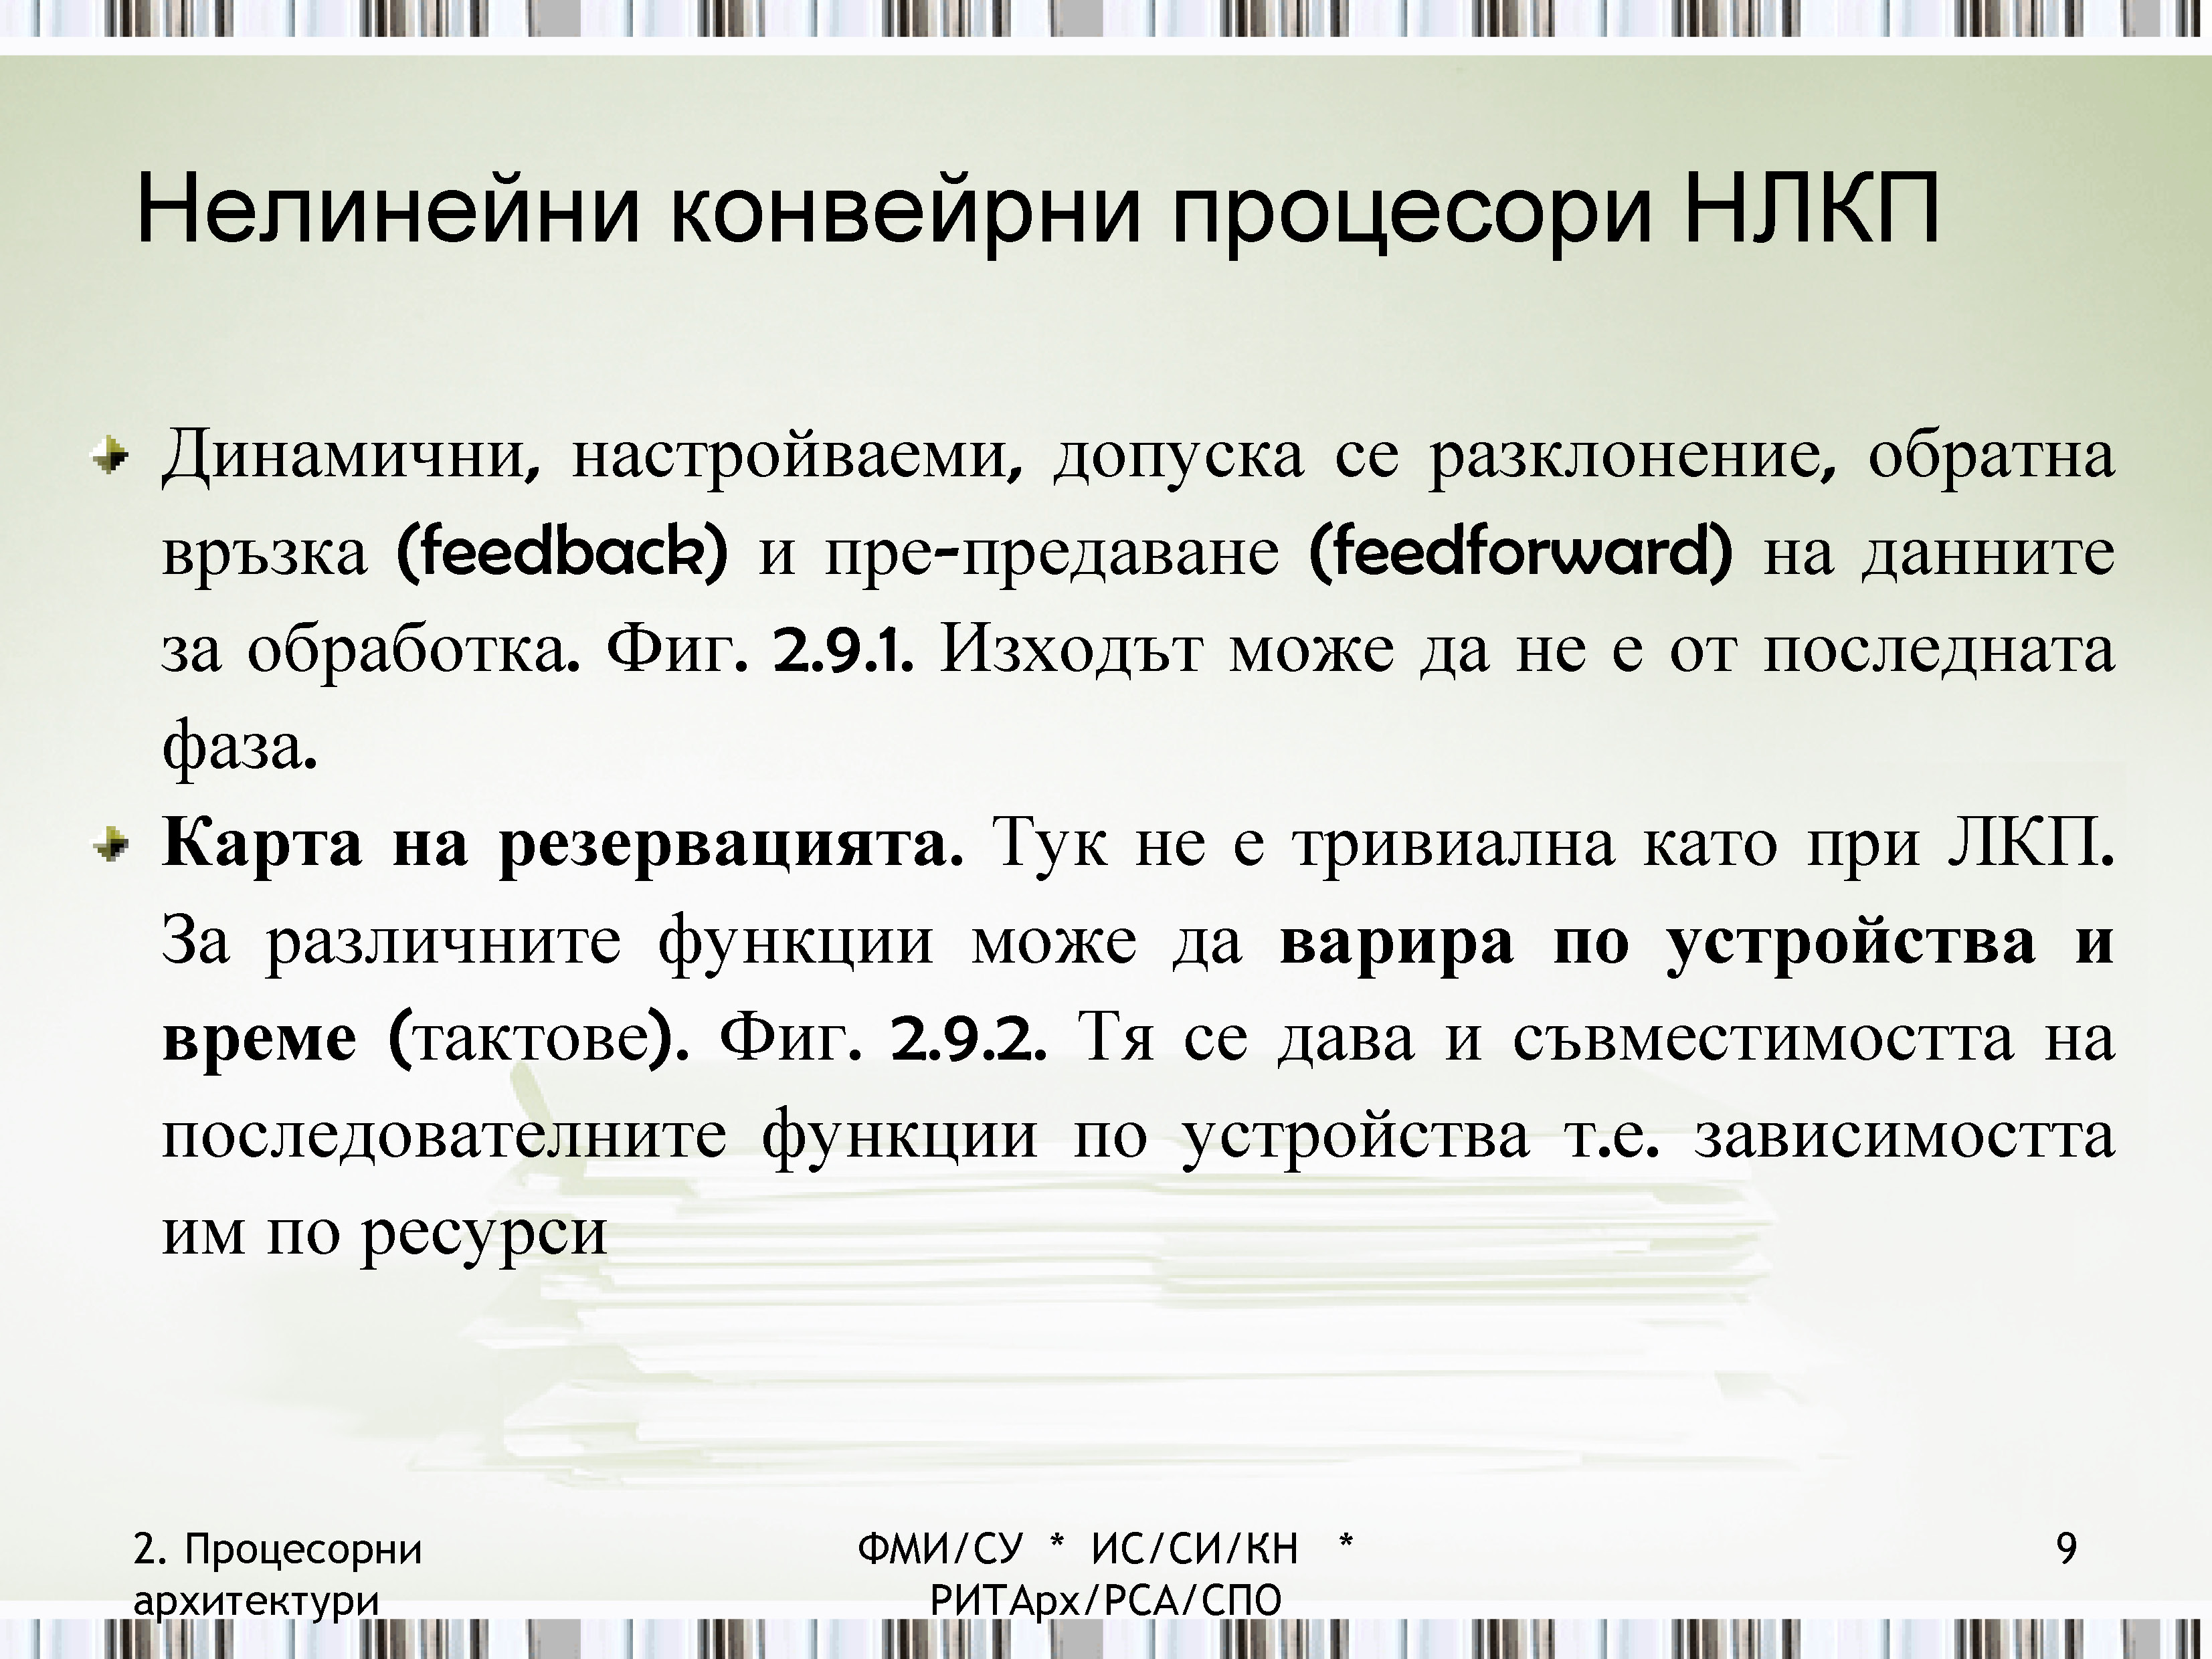 Нелинейни конвейрни процесори НЛКП
Динамични, настройваеми, допуска се разклонение, обратна
връзка (feedback) и пре-предаване (feedforward) на данните
за обработка. Фиг. 2.9.1. Изходът може да не е от последната
фаза.
Карта на резервацията. Тук не е тривиална като при ЛКП.
За различните функции може да варира по устройства и
време (тактове). Фиг. 2.9.2. Тя се дава и съвместимостта на
последователните функции по устройства т.е. зависимостта
им по ресурси
2. Процесорни
архитектури
ФМИ/СУ * ИС/СИ/КН *
РИТАрх/РСА/СПО
9